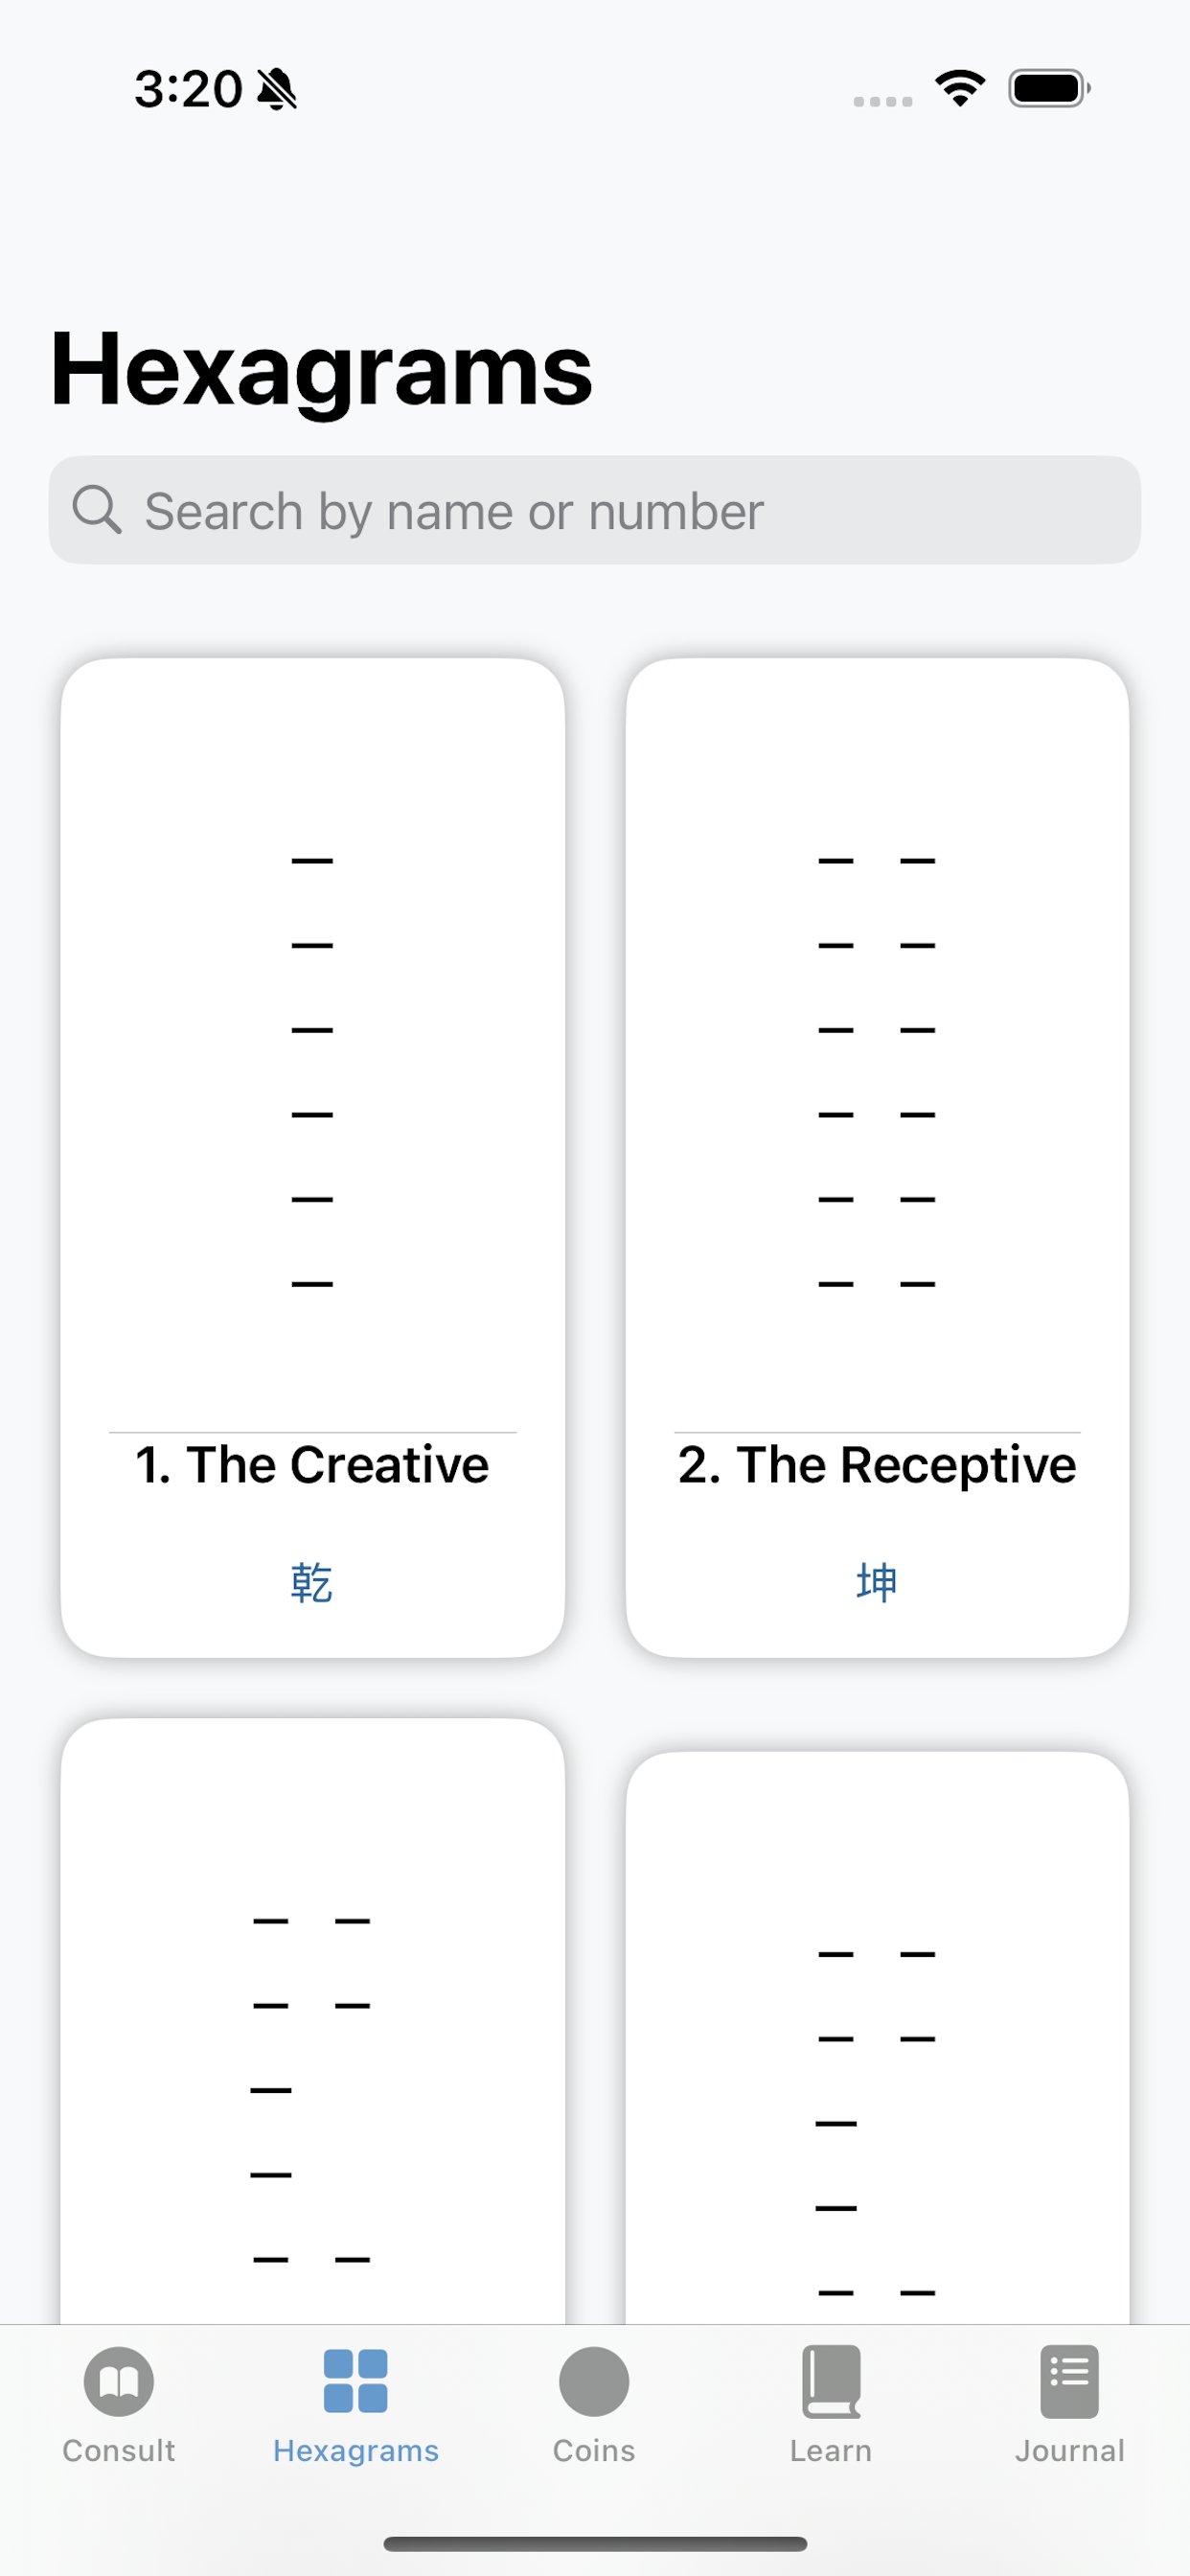 3:20
Hexagrams
Search by name or number
1. The Creative
乾
2. The Receptive
坤
Consult
Hexagrams
Coins
Learn
Journal